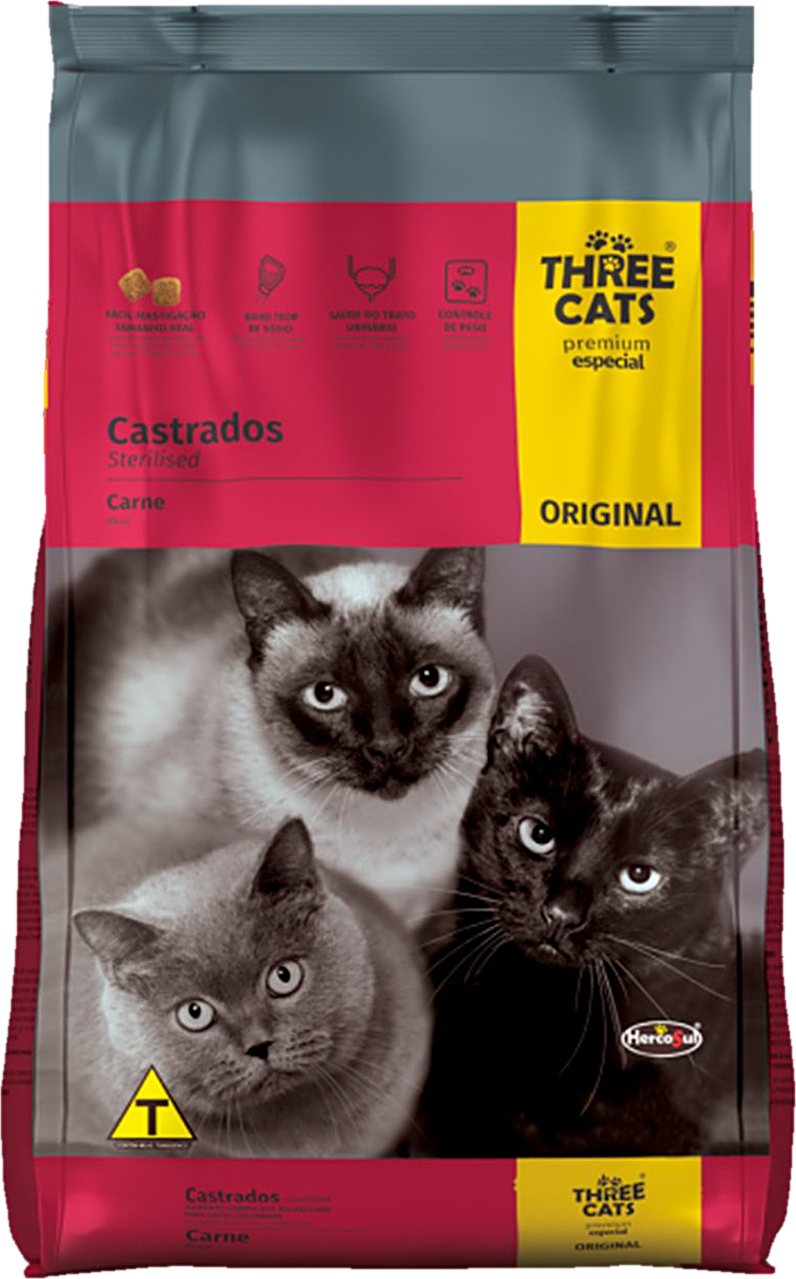 THREE
CATS
®
premium
especial
FÁCIL MASTIGAÇÃO
TAMANHO REAL
BAIXO TEOR
DE SÓDIO
SAÚDE DO TRATO
URINÁRIO
CONTROLE
DE PESO
Castrados
Sterilised
Carne
ORIGINAL
HercoSul®
T
Castrados
Carne
THREE
CATS
premium
especial
ORIGINAL